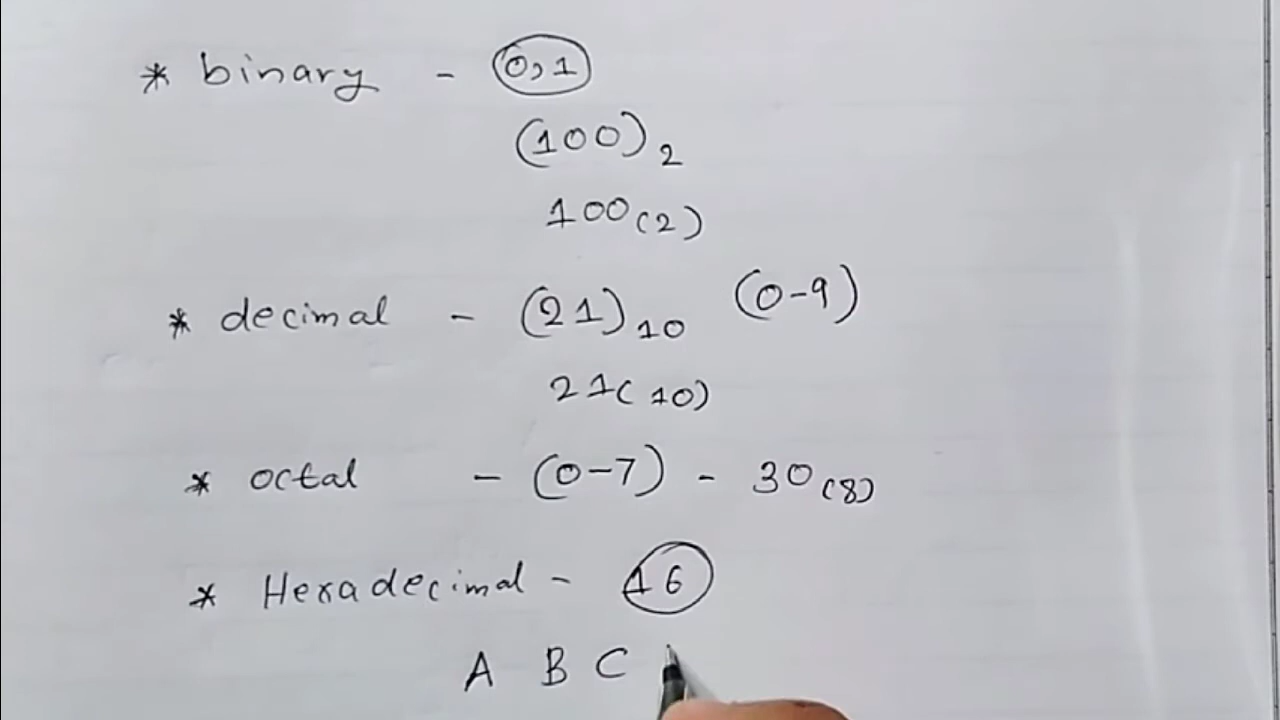 * binary - 0,1
(100)2
100(2)
* decimal - (21)10 (0-9)
21(10)
* octal - (0-7) - 30(8)
* Hexadecimal - 16
A B C